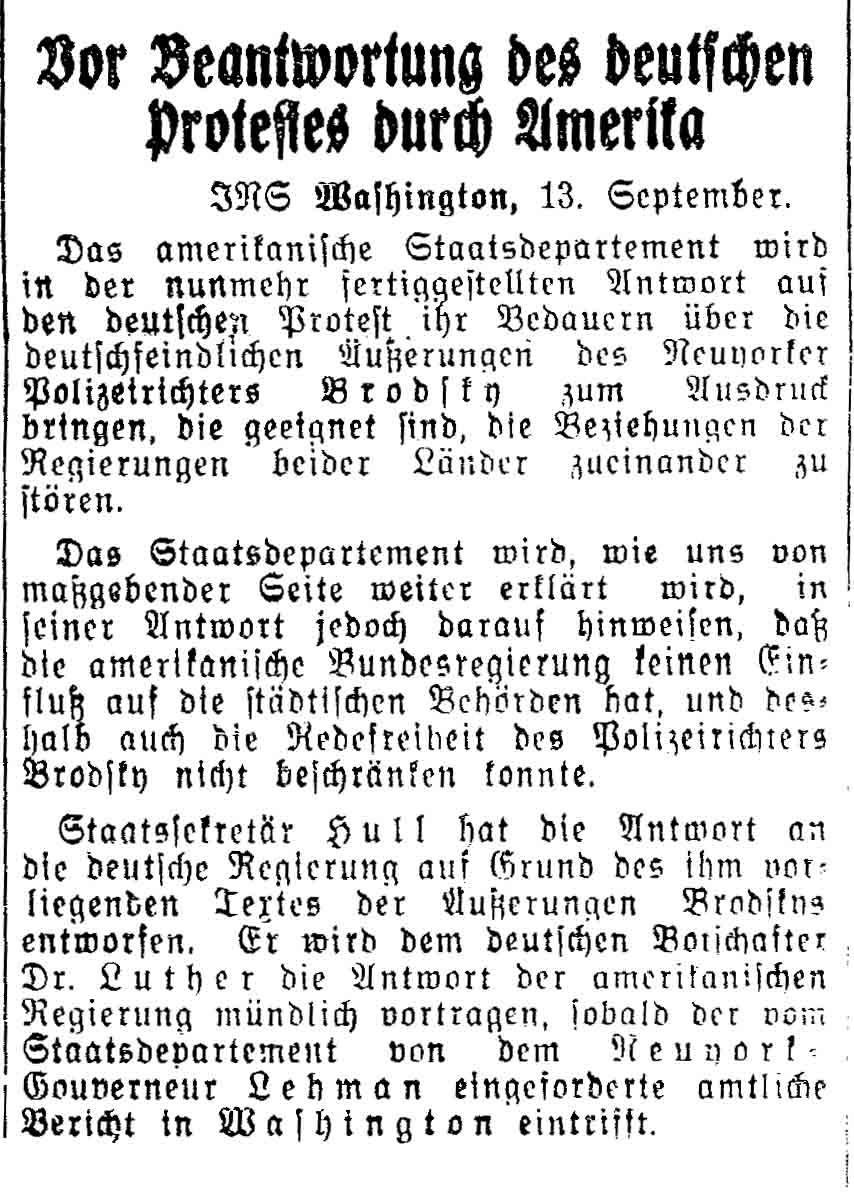 Vor Beantwortung des deutschen
Protestes durch Amerika
INS Washington, 13. September.
Das amerikanische Staatsdepartement wird
in der nunmehr fertiggestellten Antwort auf
den deutschen Protest ihr Bedauern über die
deutschfeindlichen Äußerungen des Neuyorker
Polizeirichters Brodsky zum Ausdruck
bringen, die geeignet sind, die Beziehungen der
Regierungen beider Länder zueinander zu
stören.
Das Staatsdepartement wird, wie uns von
maßgebender Seite weiter erklärt wird, in
seiner Antwort jedoch darauf hinweisen, daß
die amerikanische Bundesregierung keinen Ein-
fluß auf die städtischen Behörden hat, und des-
halb auch die Redefreiheit des Polizeirichters
Brodsky nicht beschränken konnte.
Staatssekretär Hull hat die Antwort an
die deutsche Regierung auf Grund des ihm vor-
liegenden Textes der Äußerungen Brodskys
entworfen. Er wird dem deutschen Botschafter
Dr. Luther die Antwort der amerikanischen
Regierung mündlich vortragen, sobald der vom
Staatsdepartement von dem Neuyork-
Gouverneur Lehman eingeforderte amtliche
Bericht in Washington eintrifft.